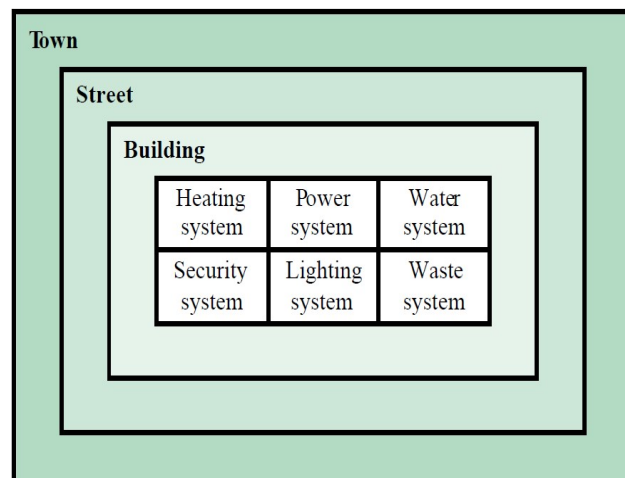 Town
Street
Building
Heating Power Water
system system system
Security Lighting Waste
system system system